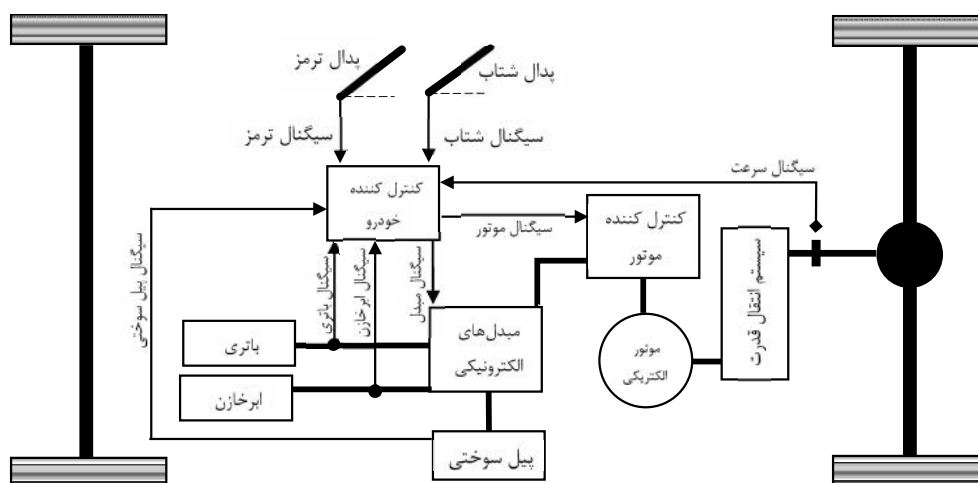 پدال ترمز
پدال شتاب
سیگنال ترمز
سیگنال شتاب
سیگنال سرعت
کنترل کننده
خودرو
سیگنال موتور
کنترل کننده
موتور
سیستم انتقال قدرت
سیگنال پیل سوختی
سیگنال باتری
سیگنال ابرخازن
سیگنال مبدل
باتری
ابرخازن
مبدل‌های
الکترونیکی
موتور
الکتریکی
پیل سوختی